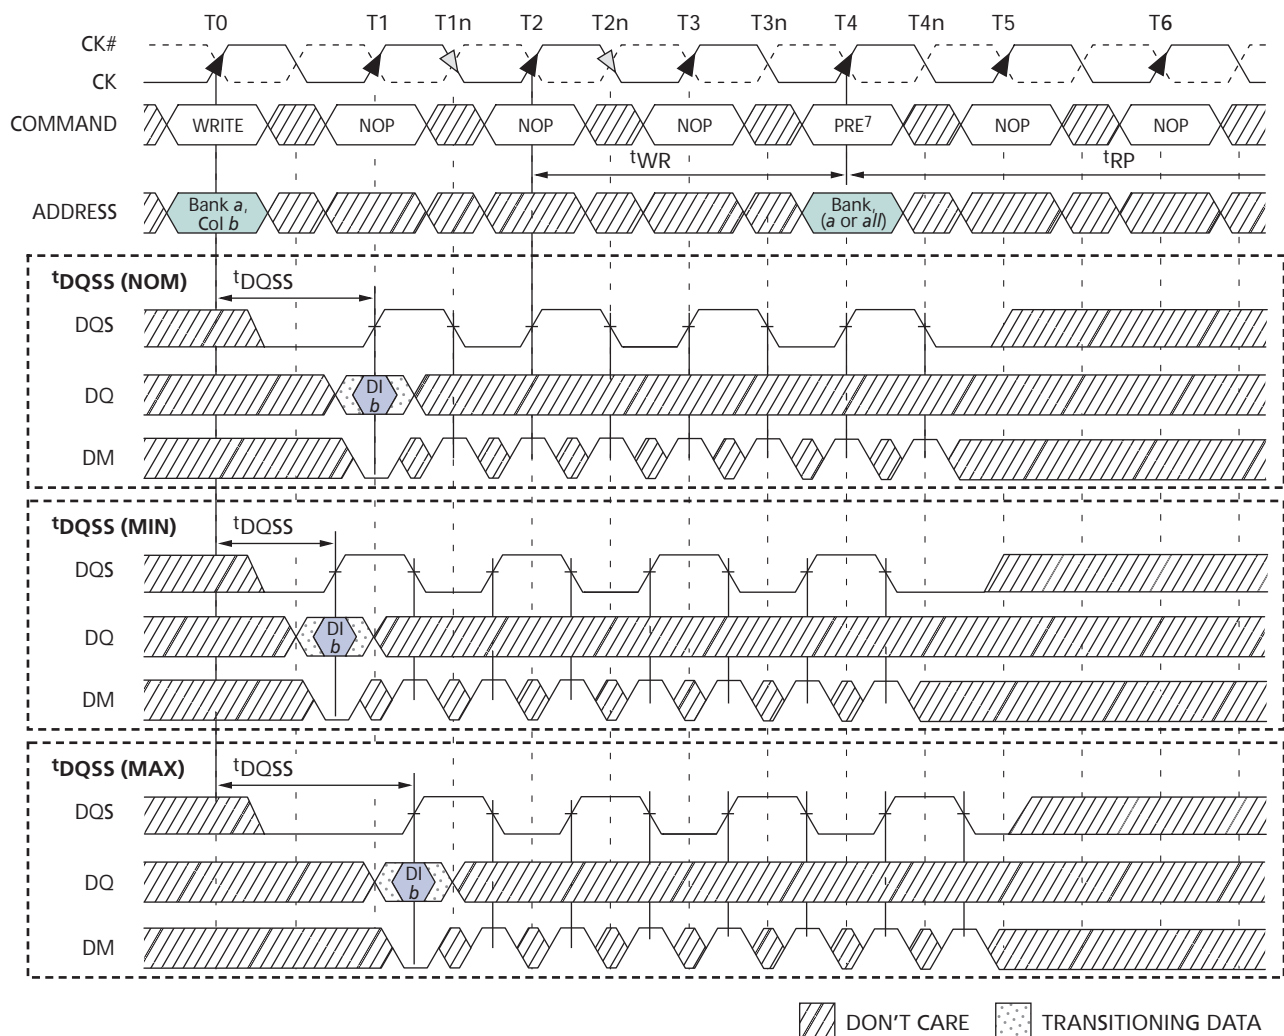 T0 T1 T1n T2 T2n T3 T3n T4 T4n T5 T6
CK#
CK
COMMAND WRITE NOP NOP NOP PRE7 NOP NOP
tWR tRP
ADDRESS Bank a, Col b Bank, (a or all)
tDQSS (NOM) tDQSS
DQS
DQ DI b
DM
tDQSS (MIN) tDQSS
DQS
DQ DI b
DM
tDQSS (MAX) tDQSS
DQS
DQ DI b
DM
DON'T CARE TRANSITIONING DATA